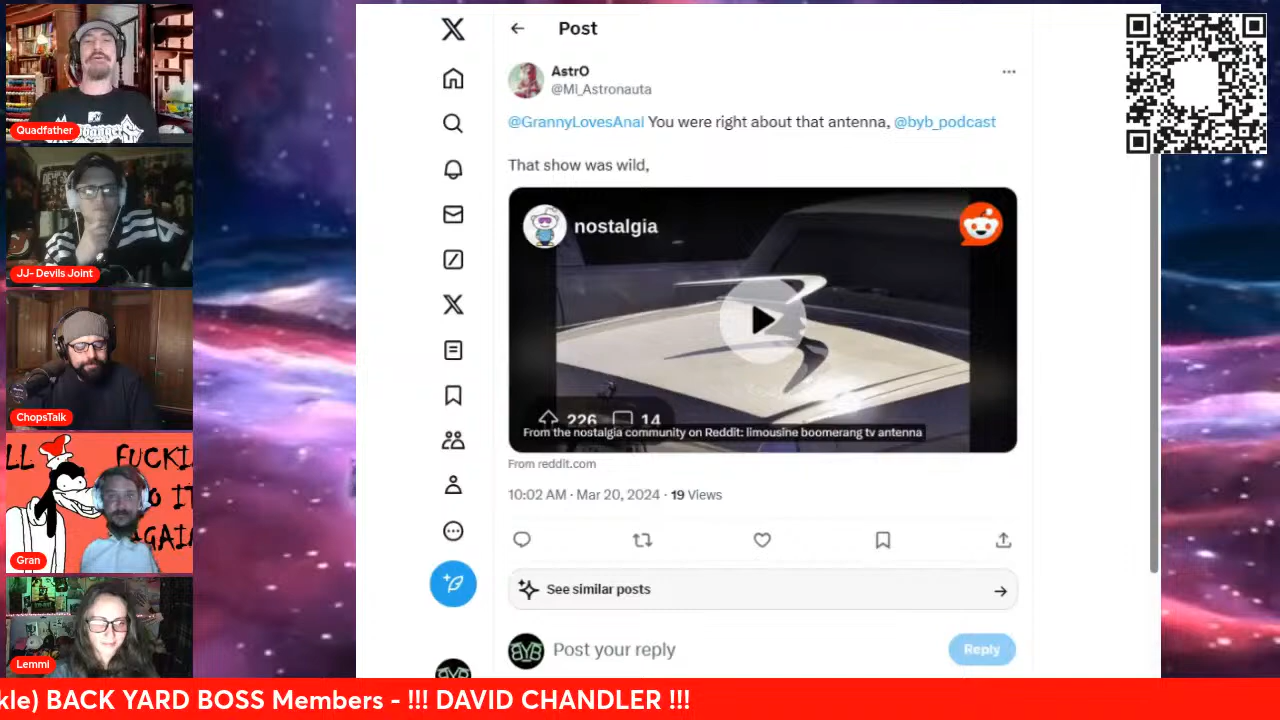 Quadfather
JJ- Devils Joint
ChopsTalk
LL FUCKI
O IT
AGAIN
Gran
Lemmi
Post
AstrO
@Mi_Astronauta
@GrannyLovesAnal You were right about that antenna, @byb_podcast
That show was wild,
nostalgia
226 14
From the nostalgia community on Reddit: limousine boomerang tv antenna
From reddit.com
10:02 AM · Mar 20, 2024 · 19 Views
See similar posts
BYB Post your reply
Reply
kle) BACK YARD BOSS Members - !!! DAVID CHANDLER !!!